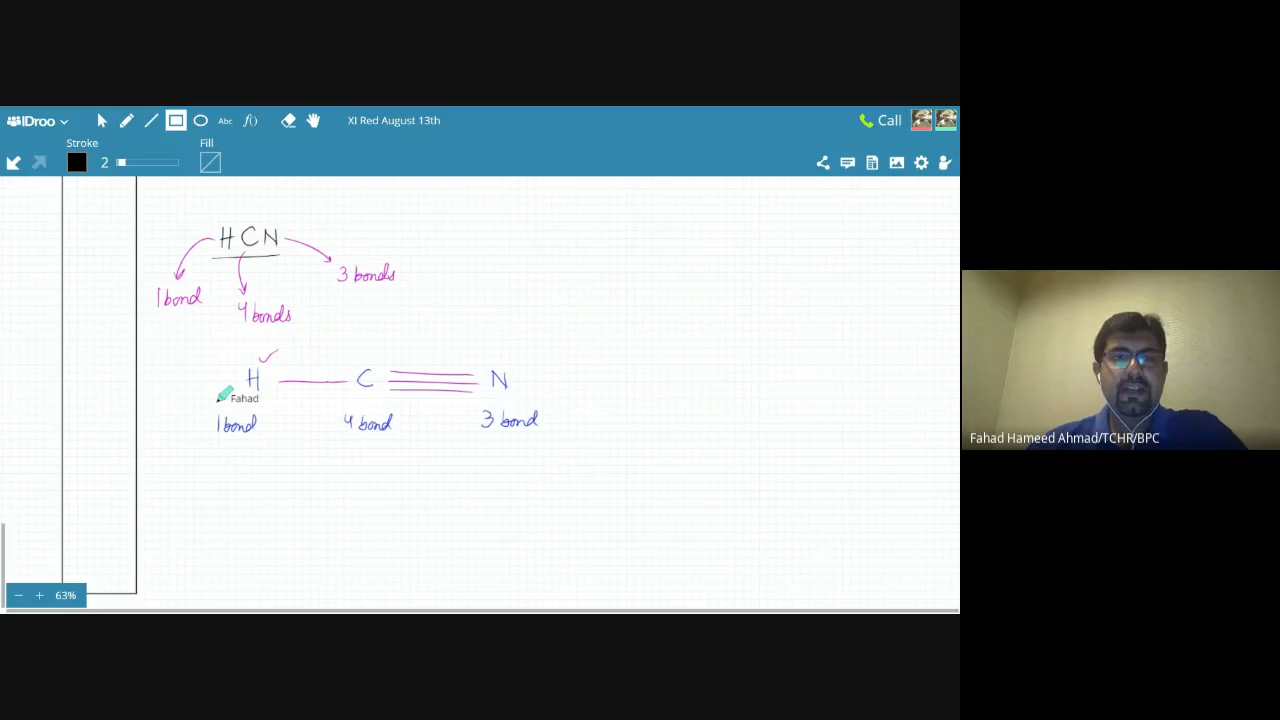 IDroo
Abc
f()
XI Red August 13th
Call
Stroke
Fill
2
HCN
1 bond
4 bonds
3 bonds
H C N
Fahad
1 bond 4 bond 3 bond
Fahad Hameed Ahmad/TCHR/BPC
− + 63%